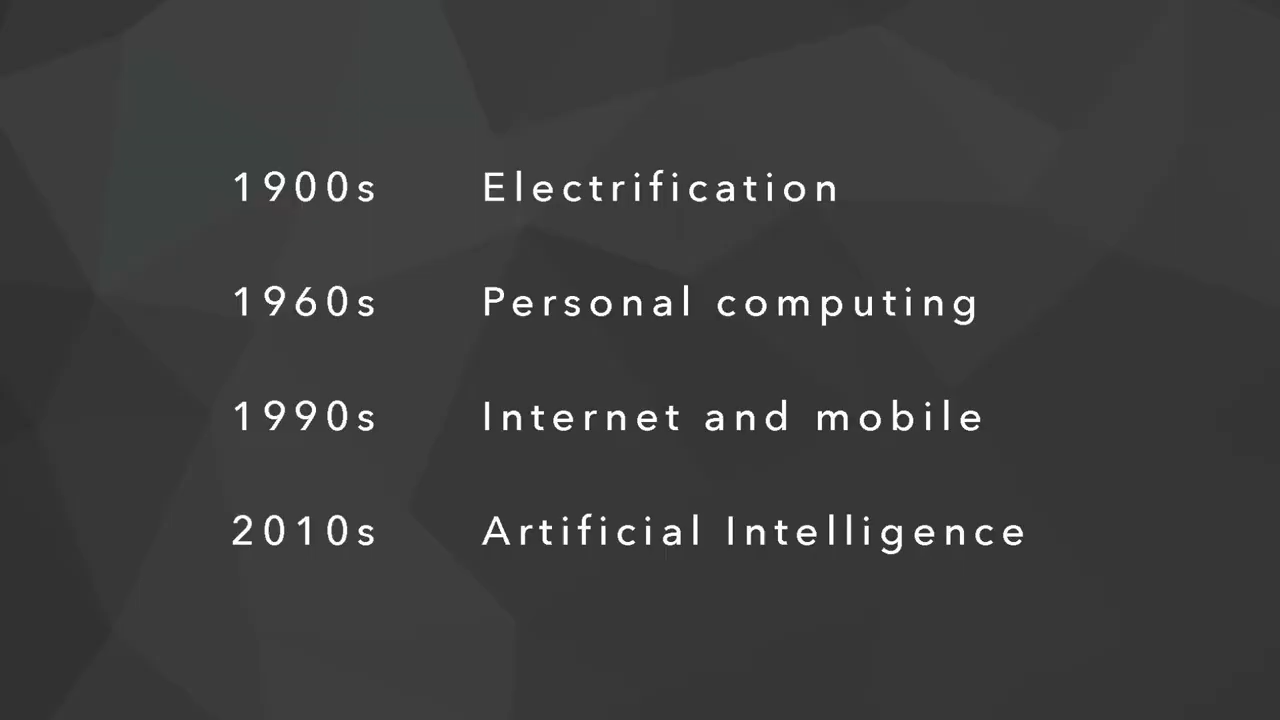 1900s Electrification
1960s Personal computing
1990s Internet and mobile
2010s Artificial Intelligence